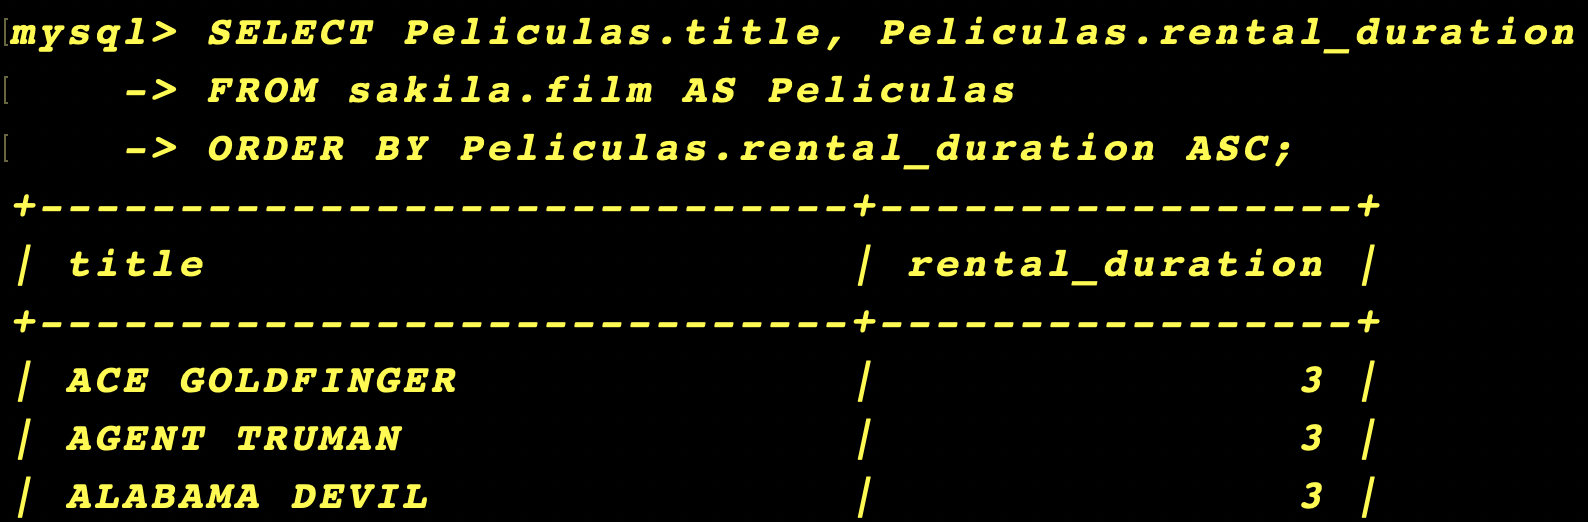 mysql> SELECT Peliculas.title, Peliculas.rental_duration
    -> FROM sakila.film AS Peliculas
    -> ORDER BY Peliculas.rental_duration ASC;
+-----------------------------+-----------------+
| title                       | rental_duration |
+-----------------------------+-----------------+
| ACE GOLDFINGER              |               3 |
| AGENT TRUMAN                |               3 |
| ALABAMA DEVIL               |               3 |